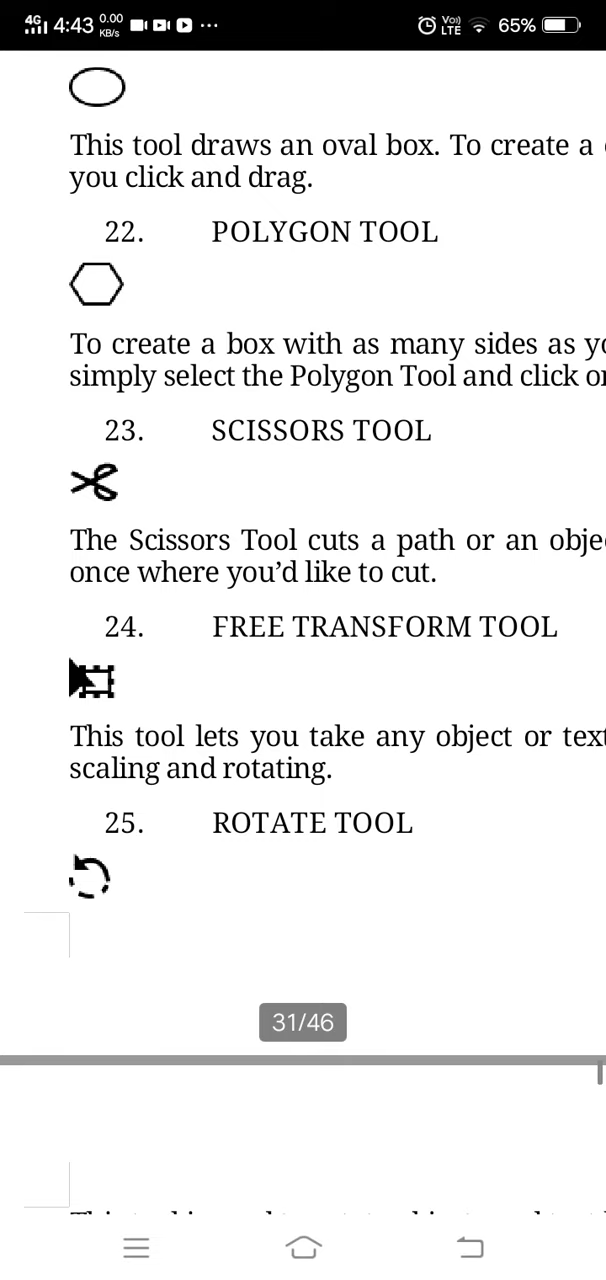 4G 4:43 0.00 KB/s ... Vo)) LTE 65%
This tool draws an oval box. To create a
you click and drag.
22. POLYGON TOOL
To create a box with as many sides as
simply select the Polygon Tool and click
23. SCISSORS TOOL
The Scissors Tool cuts a path or an
once where you’d like to cut.
24. FREE TRANSFORM TOOL
This tool lets you take any object or text
scaling and rotating.
25. ROTATE TOOL
31/46